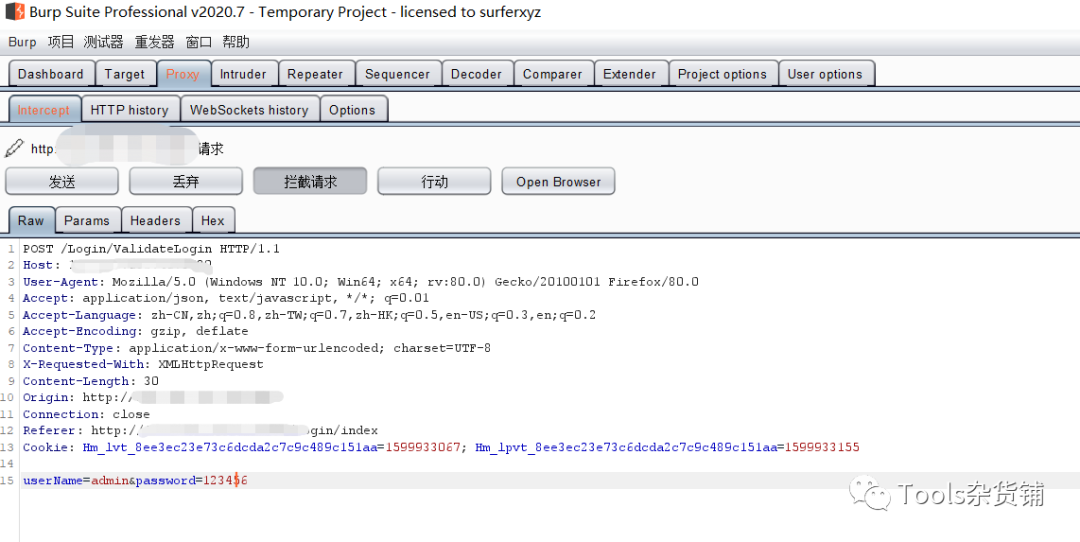 Burp Suite Professional v2020.7 - Temporary Project - licensed to surferxyz
Burp 项目 测试器 重发器 窗口 帮助
Dashboard Target Proxy Intruder Repeater Sequencer Decoder Comparer Extender Project options User options
Intercept HTTP history WebSockets history Options
http: 请求
发送 丢弃 拦截请求 行动 Open Browser
Raw Params Headers Hex
1 POST /Login/ValidateLogin HTTP/1.1
2 Host:
3 User-Agent: Mozilla/5.0 (Windows NT 10.0; Win64; x64; rv:80.0) Gecko/20100101 Firefox/80.0
4 Accept: application/json, text/javascript, */*; q=0.01
5 Accept-Language: zh-CN,zh;q=0.8,zh-TW;q=0.7,zh-HK;q=0.5,en-US;q=0.3,en;q=0.2
6 Accept-Encoding: gzip, deflate
7 Content-Type: application/x-www-form-urlencoded; charset=UTF-8
8 X-Requested-With: XMLHttpRequest
9 Content-Length: 30
10 Origin: http://
11 Connection: close
12 Referer: http:// ogin/index
13 Cookie: Hm_lvt_8ee3ec23e73c6dcda2c7c9c489c151aa=1599933067; Hm_lpvt_8ee3ec23e73c6dcda2c7c9c489c151aa=1599933155
14
15 userName=admin&password=123456
Tools杂货铺